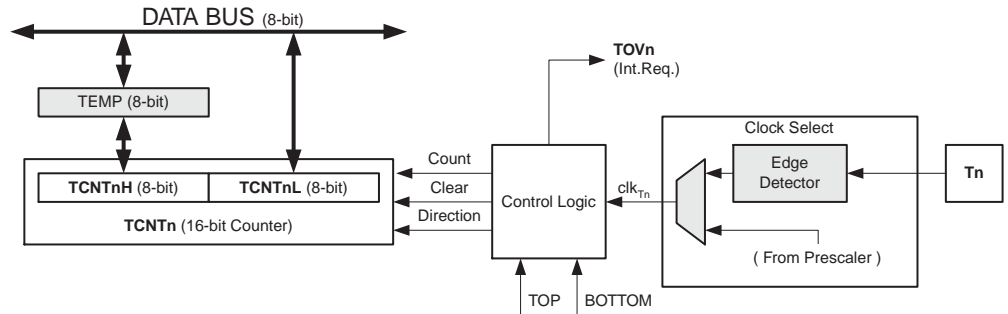 DATA BUS (8-bit)
TOVn
(Int.Req.)
TEMP (8-bit)
Clock Select
Count
Edge
Detector
Tn
TCNTnH (8-bit) TCNTnL (8-bit)
Clear
Control Logic
clkTn
TCNTn (16-bit Counter)
Direction
( From Prescaler )
TOP BOTTOM